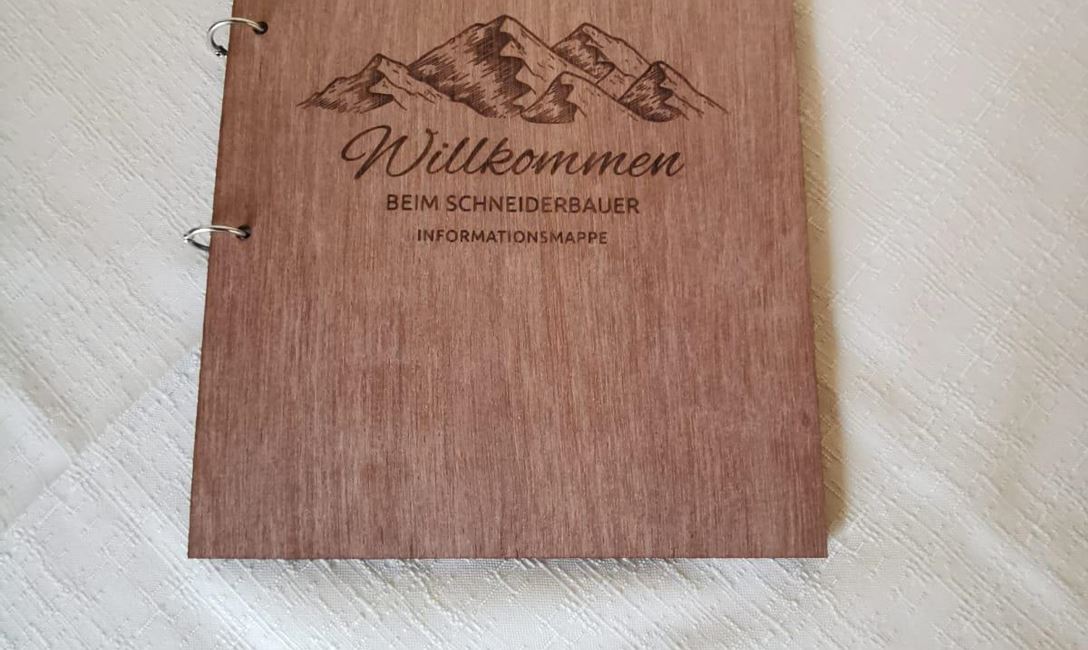 Willkommen
BEIM SCHNEIDERBAUER
INFORMATIONSMAPPE